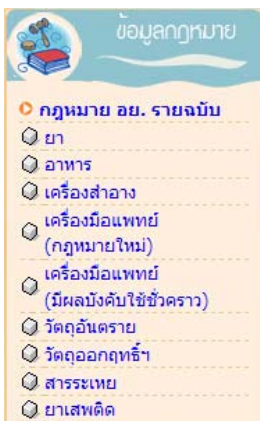 ข้อมูลกฎหมาย
กฎหมาย อย. รายฉบับ
ยา
อาหาร
เครื่องสำอาง
เครื่องมือแพทย์
(กฎหมายใหม่)
เครื่องมือแพทย์
(มีผลบังคับใช้ชั่วคราว)
วัตถุอันตราย
วัตถุออกฤทธิ์ฯ
สารระเหย
ยาเสพติด